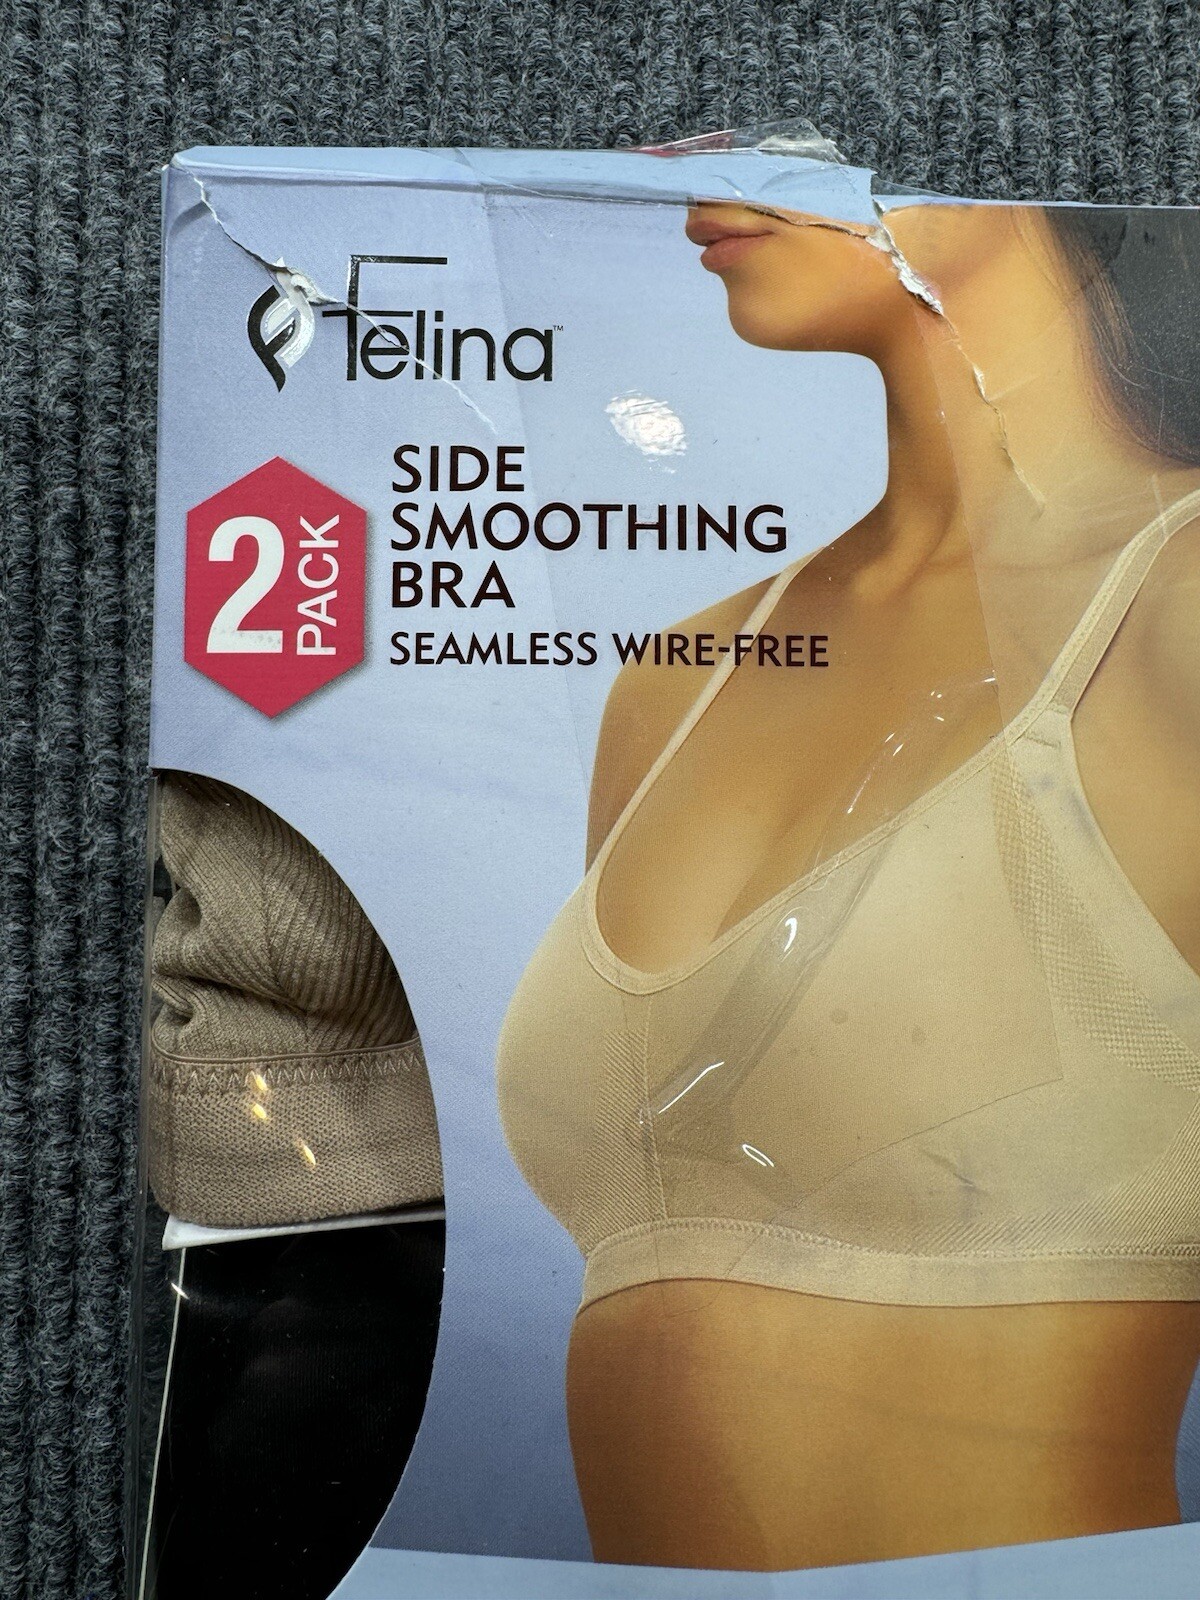 Felina™
SIDE
SMOOTHING
BRA
SEAMLESS WIRE-FREE
2 PACK